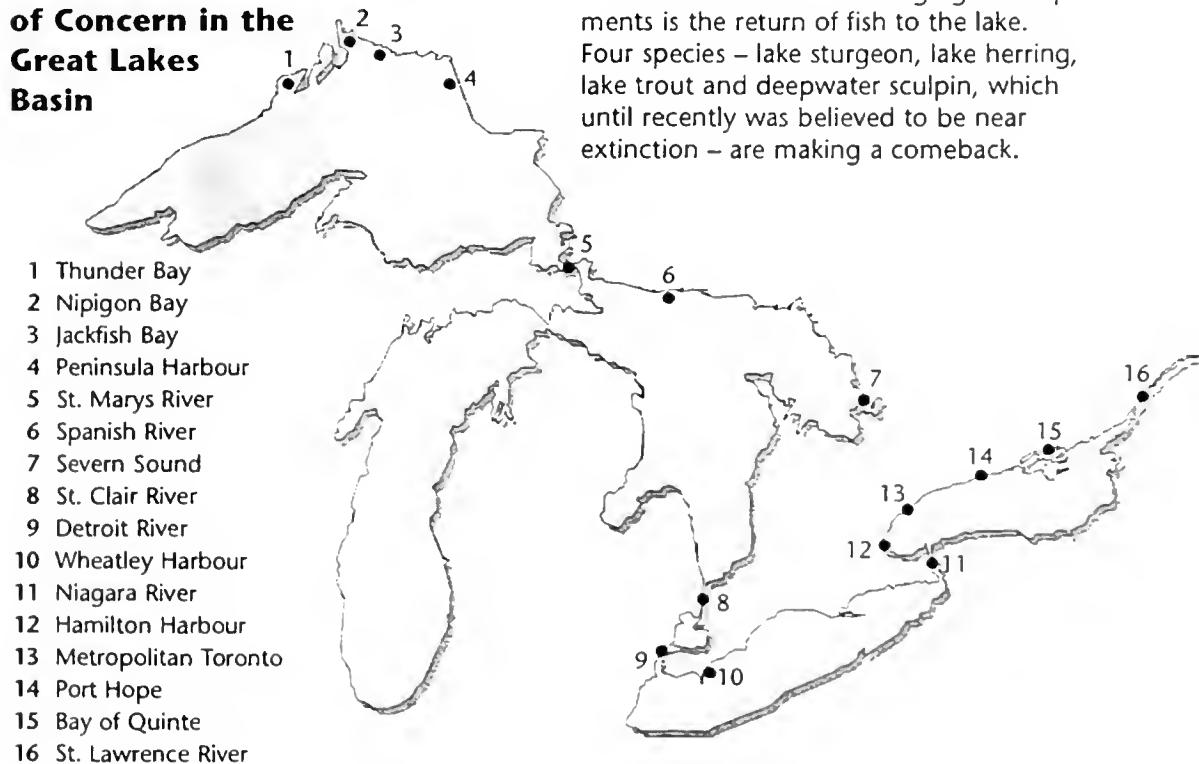 of Concern in the
Great Lakes
Basin
ments is the return of fish to the lake.
Four species – lake sturgeon, lake herring,
lake trout and deepwater sculpin, which
until recently was believed to be near
extinction – are making a comeback.
1 Thunder Bay
2 Nipigon Bay
3 Jackfish Bay
4 Peninsula Harbour
5 St. Marys River
6 Spanish River
7 Severn Sound
8 St. Clair River
9 Detroit River
10 Wheatley Harbour
11 Niagara River
12 Hamilton Harbour
13 Metropolitan Toronto
14 Port Hope
15 Bay of Quinte
16 St. Lawrence River
1
2
3
4
5
6
7
8
9
10
11
12
13
14
15
16